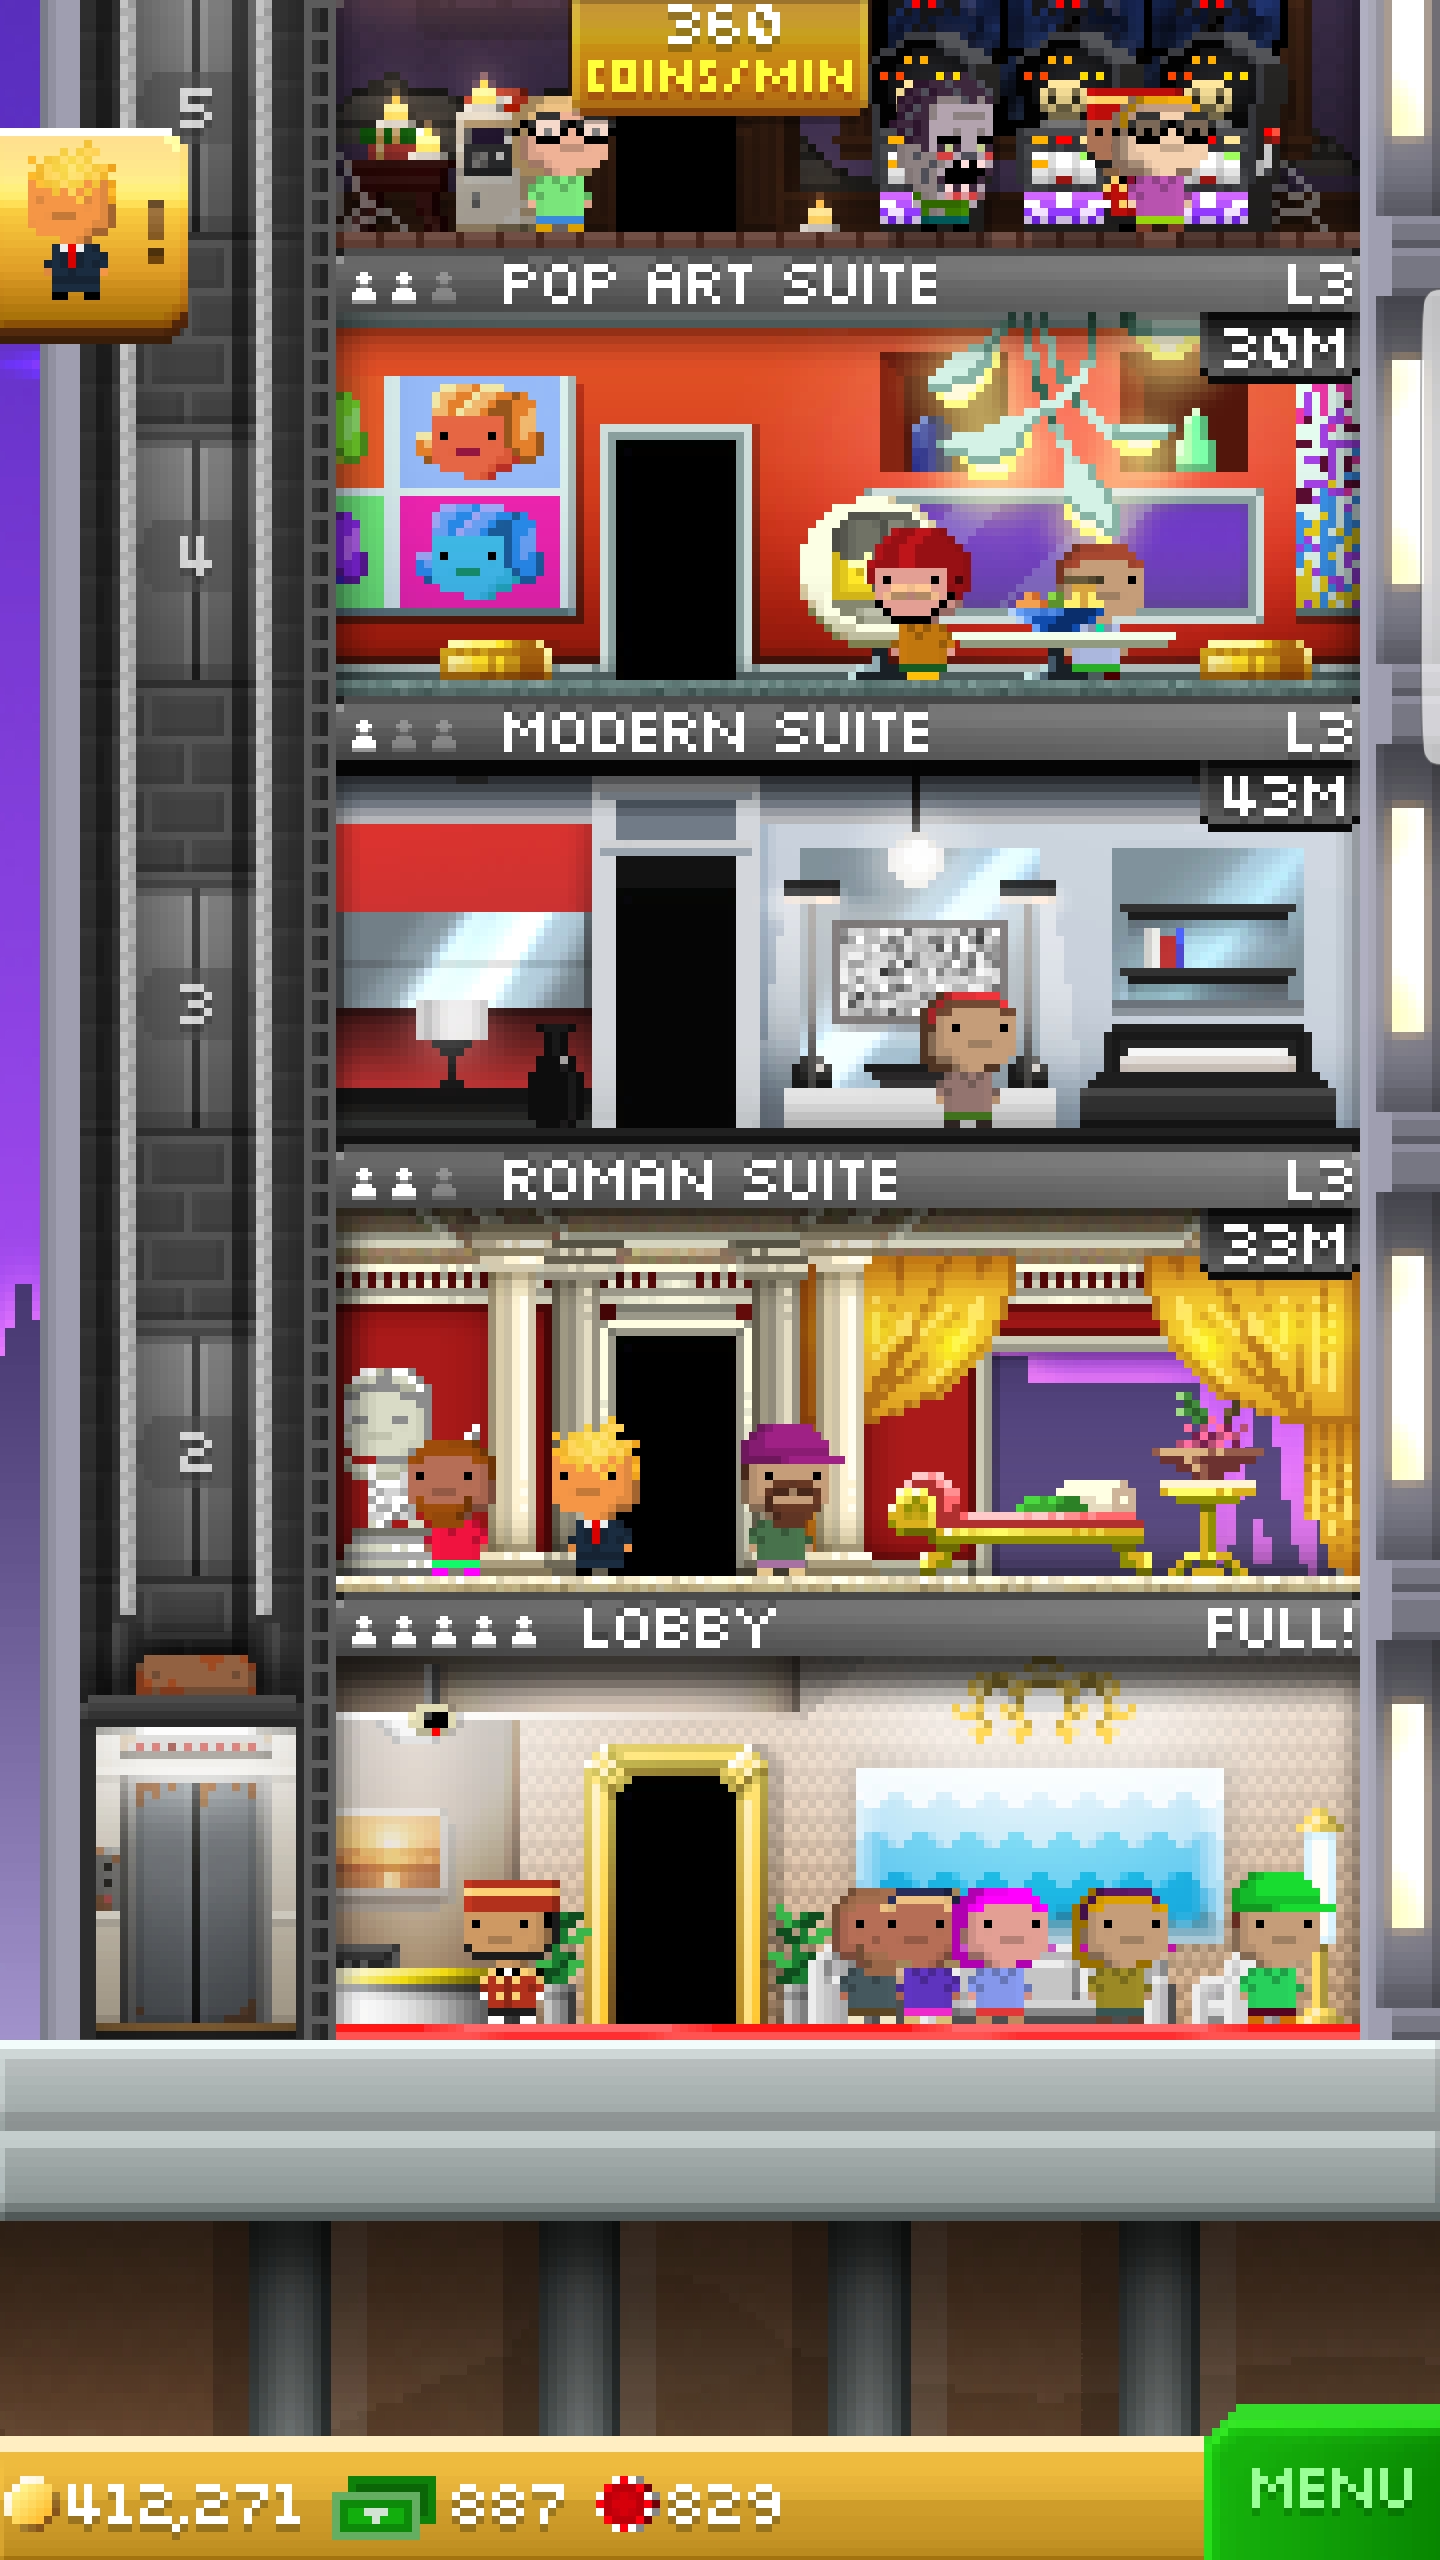 360
COINS/MIN
5
!
POP ART SUITE L3
30M
4
MODERN SUITE L3
43M
3
ROMAN SUITE L3
33M
2
LOBBY FULL!
412,271 887 829
MENU